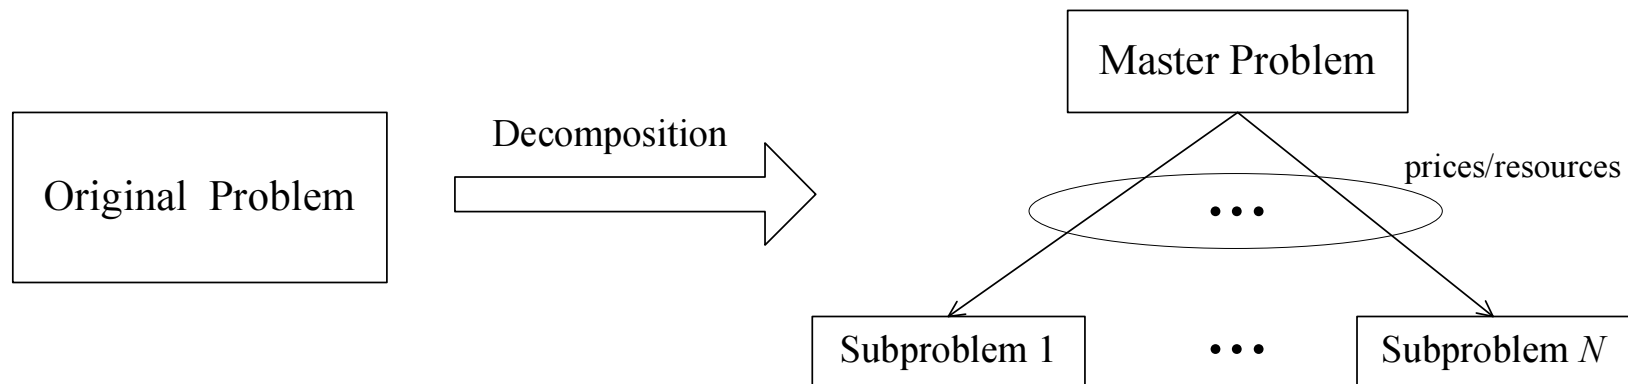 Original Problem
Decomposition
Master Problem
prices/resources
•••
Subproblem 1
•••
Subproblem N